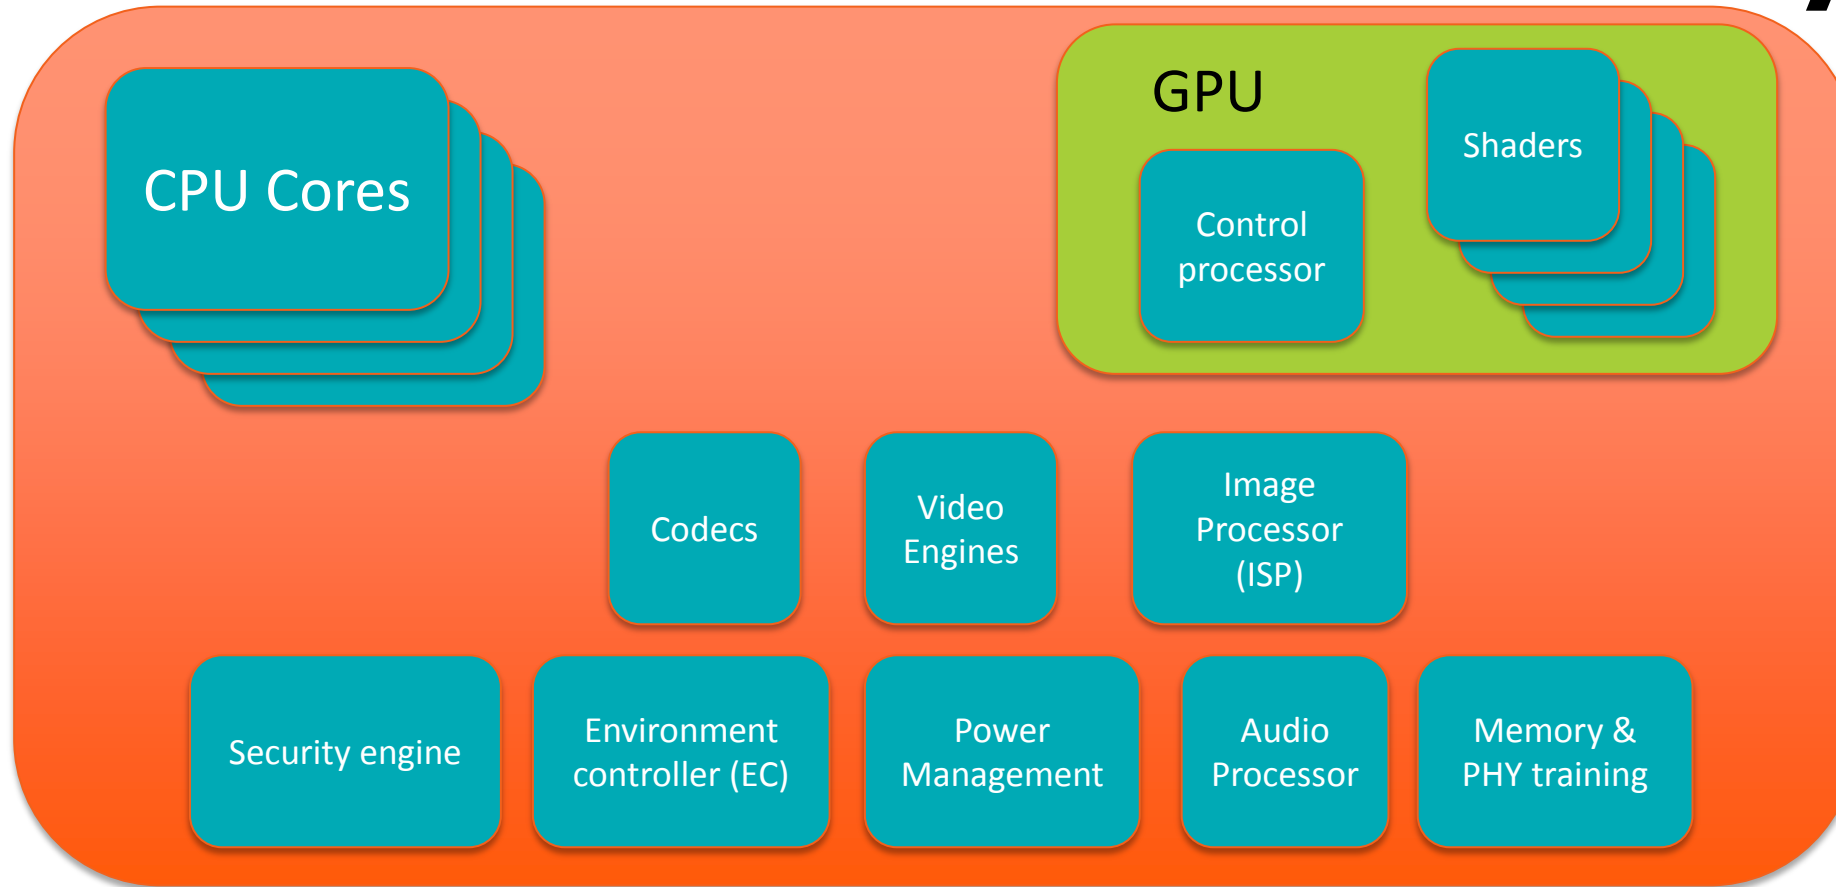 CPU Cores
GPU
Control
processor
Shaders
Codecs
Video
Engines
Image
Processor
(ISP)
Security engine
Environment
controller (EC)
Power
Management
Audio
Processor
Memory &
PHY training